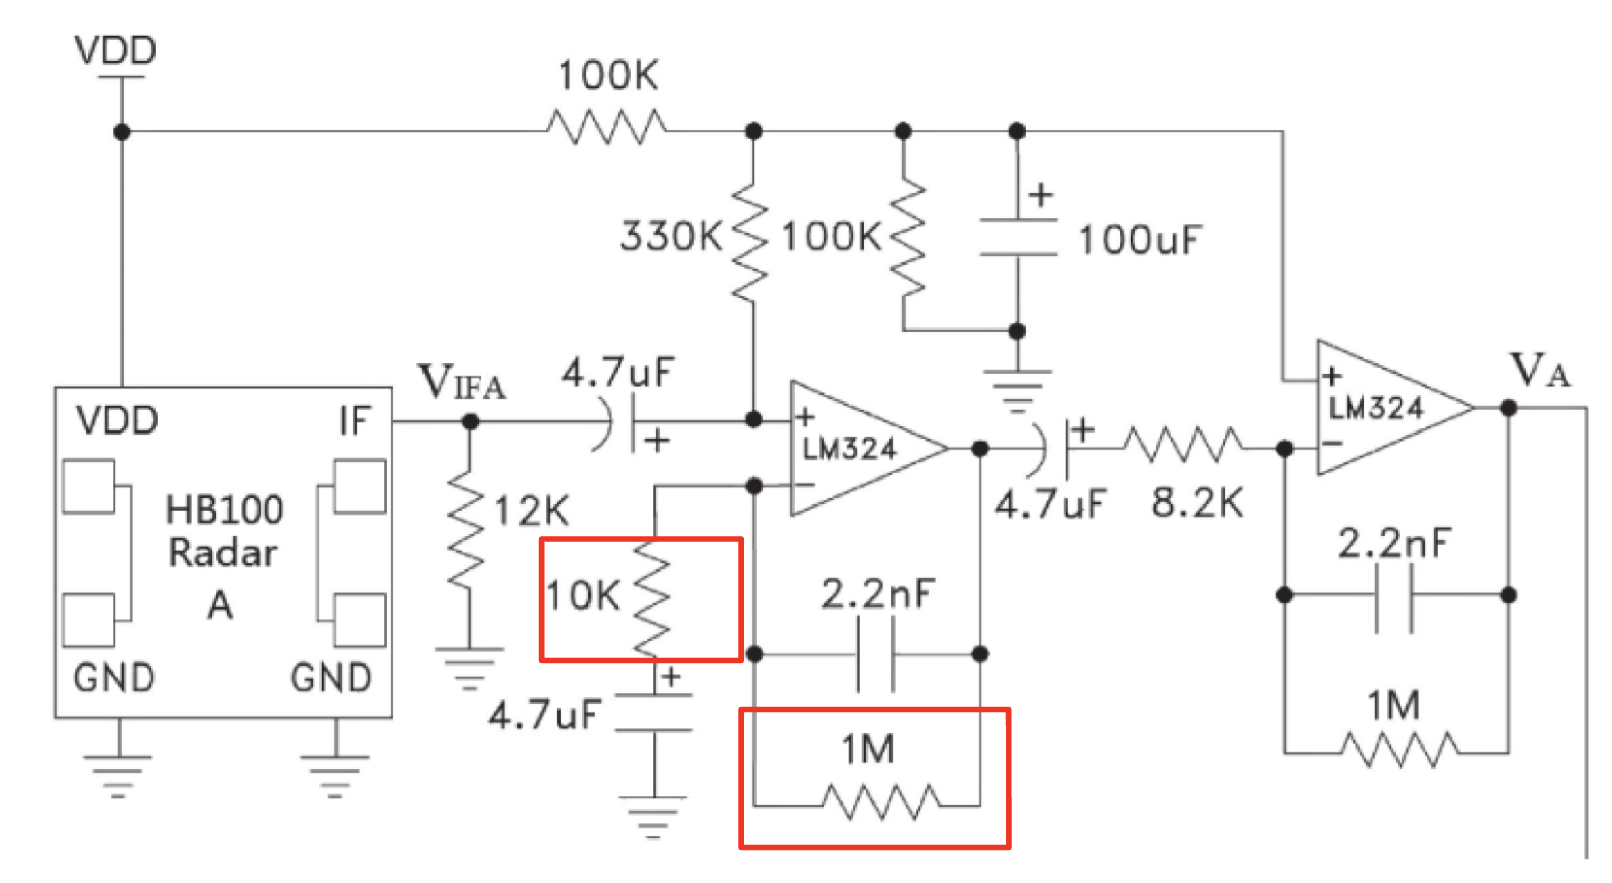 VDD
100K
330K
100K
+
100uF
VIFA
4.7uF
+
VDD
IF
HB100
Radar
A
GND
GND
12K
+
LM324
−
10K
+
4.7uF
2.2nF
1M
+
4.7uF
8.2K
+
LM324
−
VA
2.2nF
1M